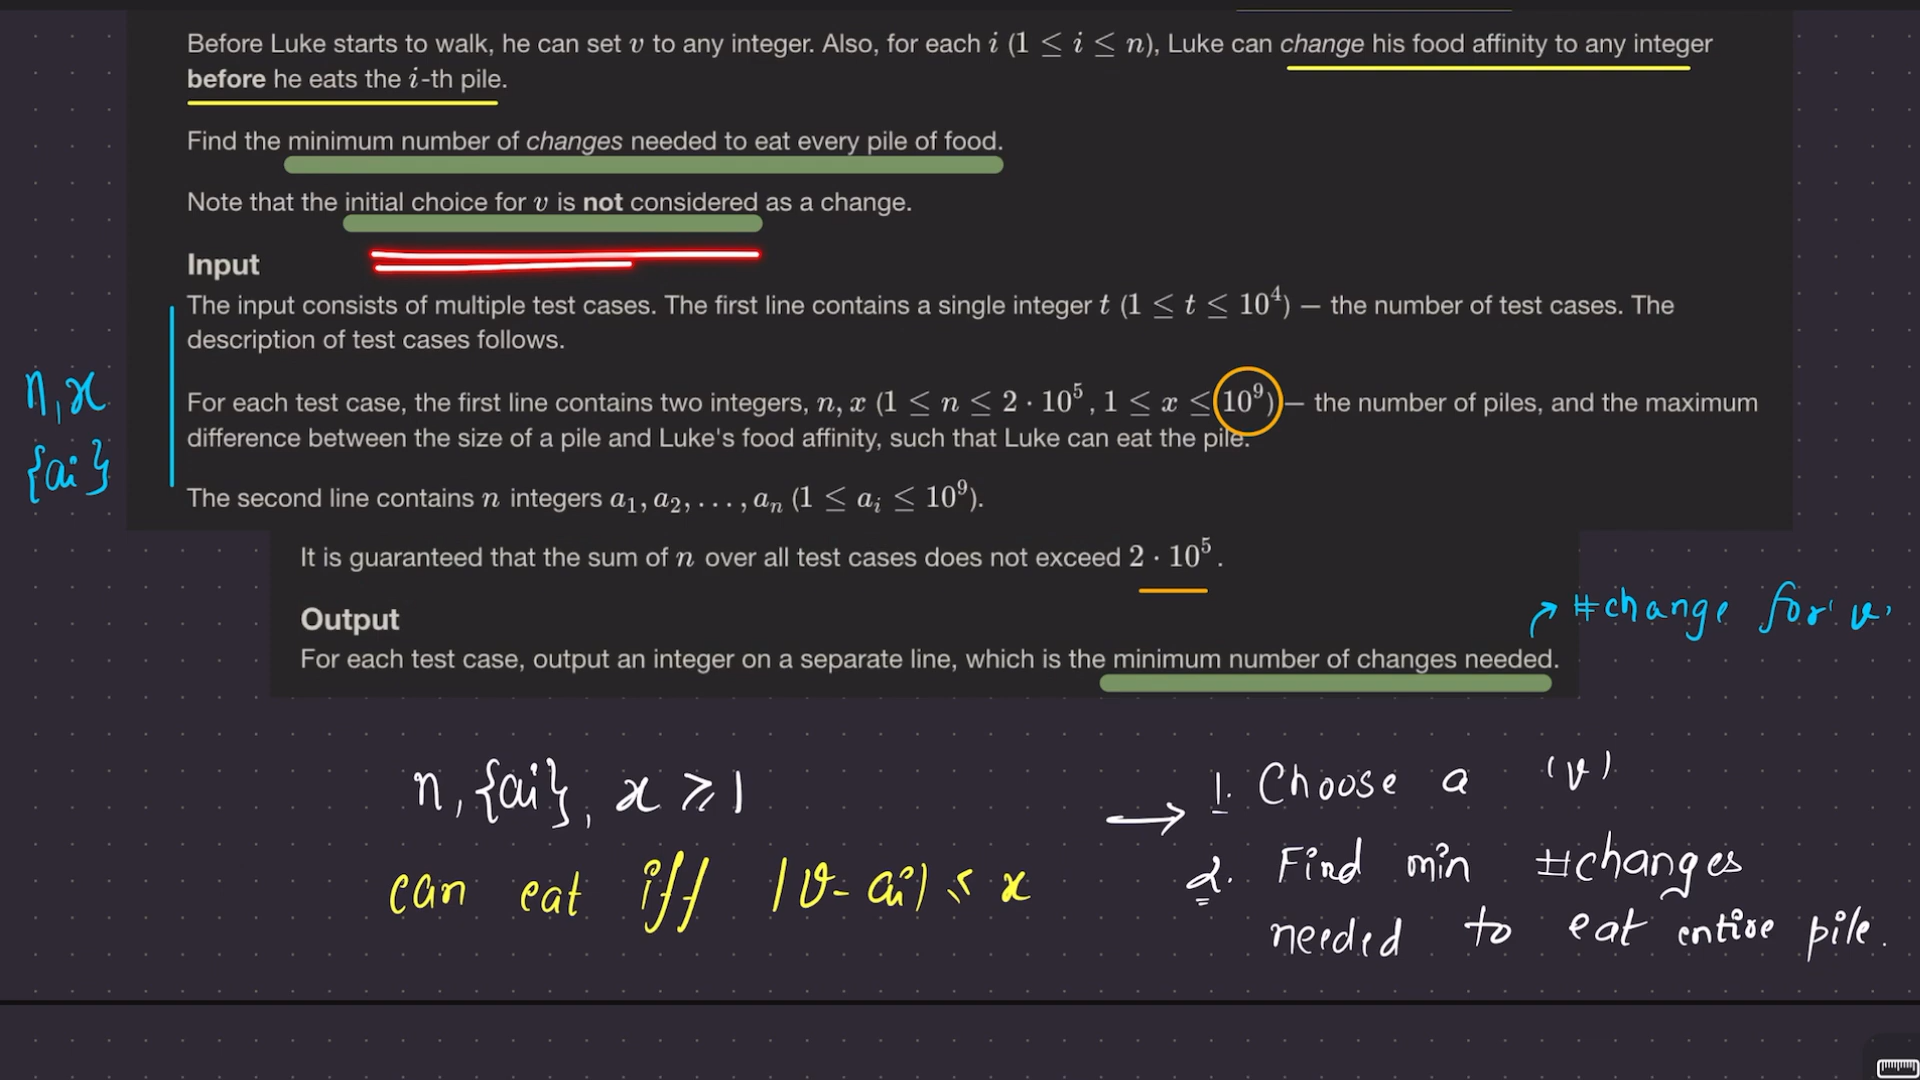 Before Luke starts to walk, he can set v to any integer. Also, for each i (1 ≤ i ≤ n), Luke can change his food affinity to any integer
before he eats the i-th pile.
Find the minimum number of changes needed to eat every pile of food.
Note that the initial choice for v is not considered as a change.
Input
The input consists of multiple test cases. The first line contains a single integer t (1 ≤ t ≤ 10⁴) — the number of test cases. The
description of test cases follows.
n,x
For each test case, the first line contains two integers, n, x (1 ≤ n ≤ 2 · 10⁵, 1 ≤ x ≤ 10⁹) — the number of piles, and the maximum
difference between the size of a pile and Luke's food affinity, such that Luke can eat the pile.
{ai}
The second line contains n integers a₁, a₂, . . . , aₙ (1 ≤ aᵢ ≤ 10⁹).
It is guaranteed that the sum of n over all test cases does not exceed 2 · 10⁵.
Output
#change for v.
For each test case, output an integer on a separate line, which is the minimum number of changes needed.
n, {ai}, x ≥ 1
can eat iff |v - ai| ≤ x
→ 1. Choose a (v)
2. Find min #changes
needed to eat entire pile.